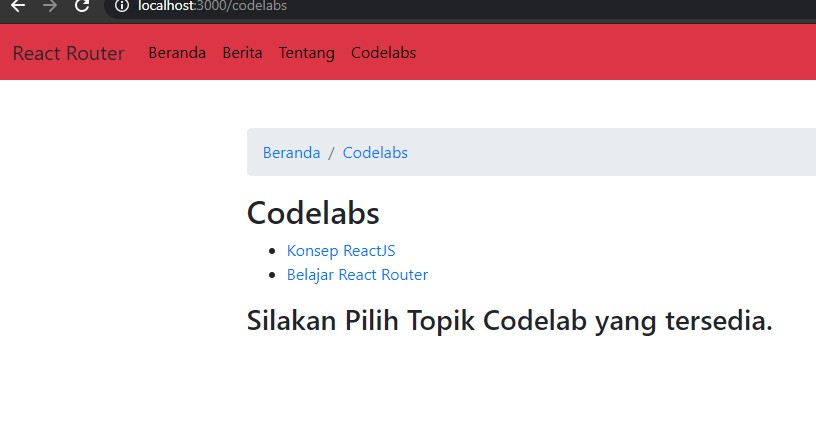 localhost:3000/codelabs
React Router Beranda Berita Tentang Codelabs
Beranda / Codelabs
Codelabs
Konsep ReactJS
Belajar React Router
Silakan Pilih Topik Codelab yang tersedia.